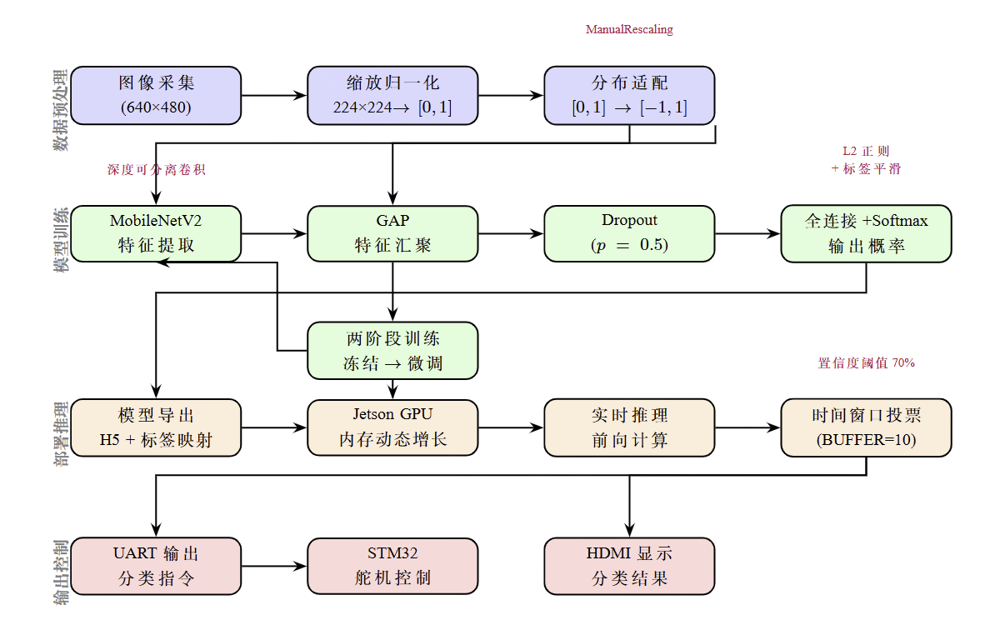 ManualRescaling
数据预处理
图像采集
(640×480)
缩放归一化
224×224→ [0, 1]
分布适配
[0, 1] → [−1, 1]
深度可分离卷积
L2 正则
+ 标签平滑
模型训练
MobileNetV2
特征提取
GAP
特征汇聚
Dropout
(p = 0.5)
全连接 +Softmax
输出概率
两阶段训练
冻结 → 微调
置信度阈值 70%
部署推理
模型导出
H5 + 标签映射
Jetson GPU
内存动态增长
实时推理
前向计算
时间窗口投票
(BUFFER=10)
输出控制
UART 输出
分类指令
STM32
舵机控制
HDMI 显示
分类结果